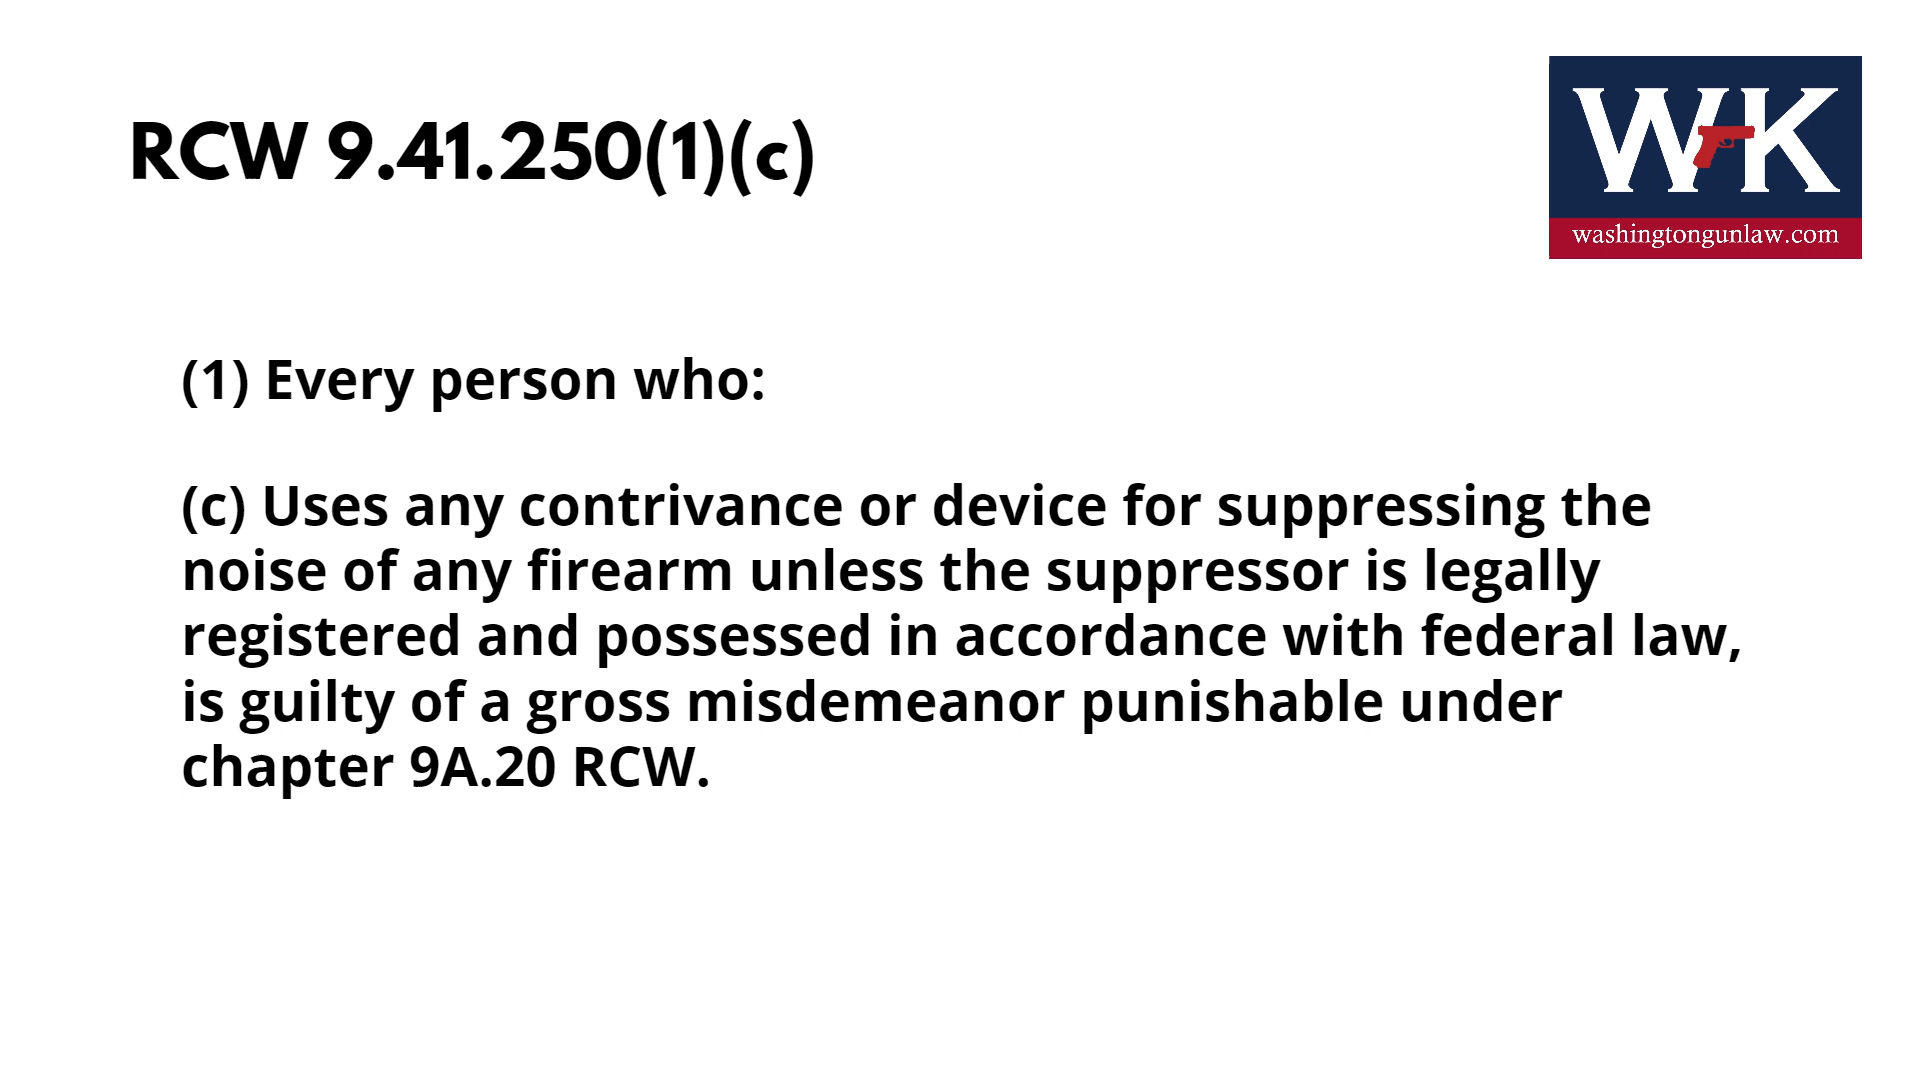 RCW 9.41.250(1)(c)
WK
washingtongunlaw.com
(1) Every person who:
(c) Uses any contrivance or device for suppressing the
noise of any firearm unless the suppressor is legally
registered and possessed in accordance with federal law,
is guilty of a gross misdemeanor punishable under
chapter 9A.20 RCW.